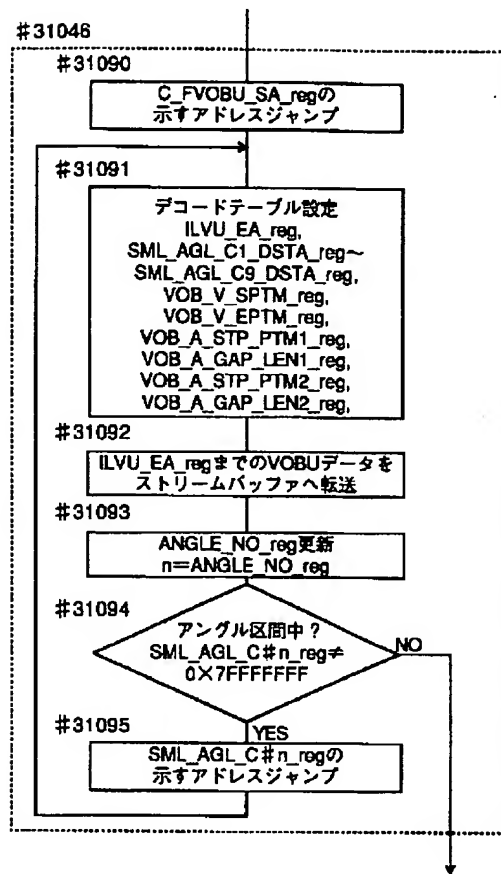 #31046
#31090
C_FVOBU_SA_regの
示すアドレスジャンプ
#31091
デコードテーブル設定
ILVU_EA_reg,
SML_AGL_C1_DSTA_reg~
SML_AGL_C9_DSTA_reg,
VOB_V_SPTM_reg,
VOB_V_EPTM_reg,
VOB_A_STP_PTM1_reg,
VOB_A_GAP_LEN1_reg,
VOB_A_STP_PTM2_reg,
VOB_A_GAP_LEN2_reg,
#31092
ILVU_EA_regまでのVOBUデータを
ストリームバッファへ転送
#31093
ANGLE_NO_reg更新
n=ANGLE_NO_reg
#31094
アングル区間中?
SML_AGL_C#n_reg≠
0×7FFFFFFF
NO
YES
#31095
SML_AGL_C#n_regの
示すアドレスジャンプ